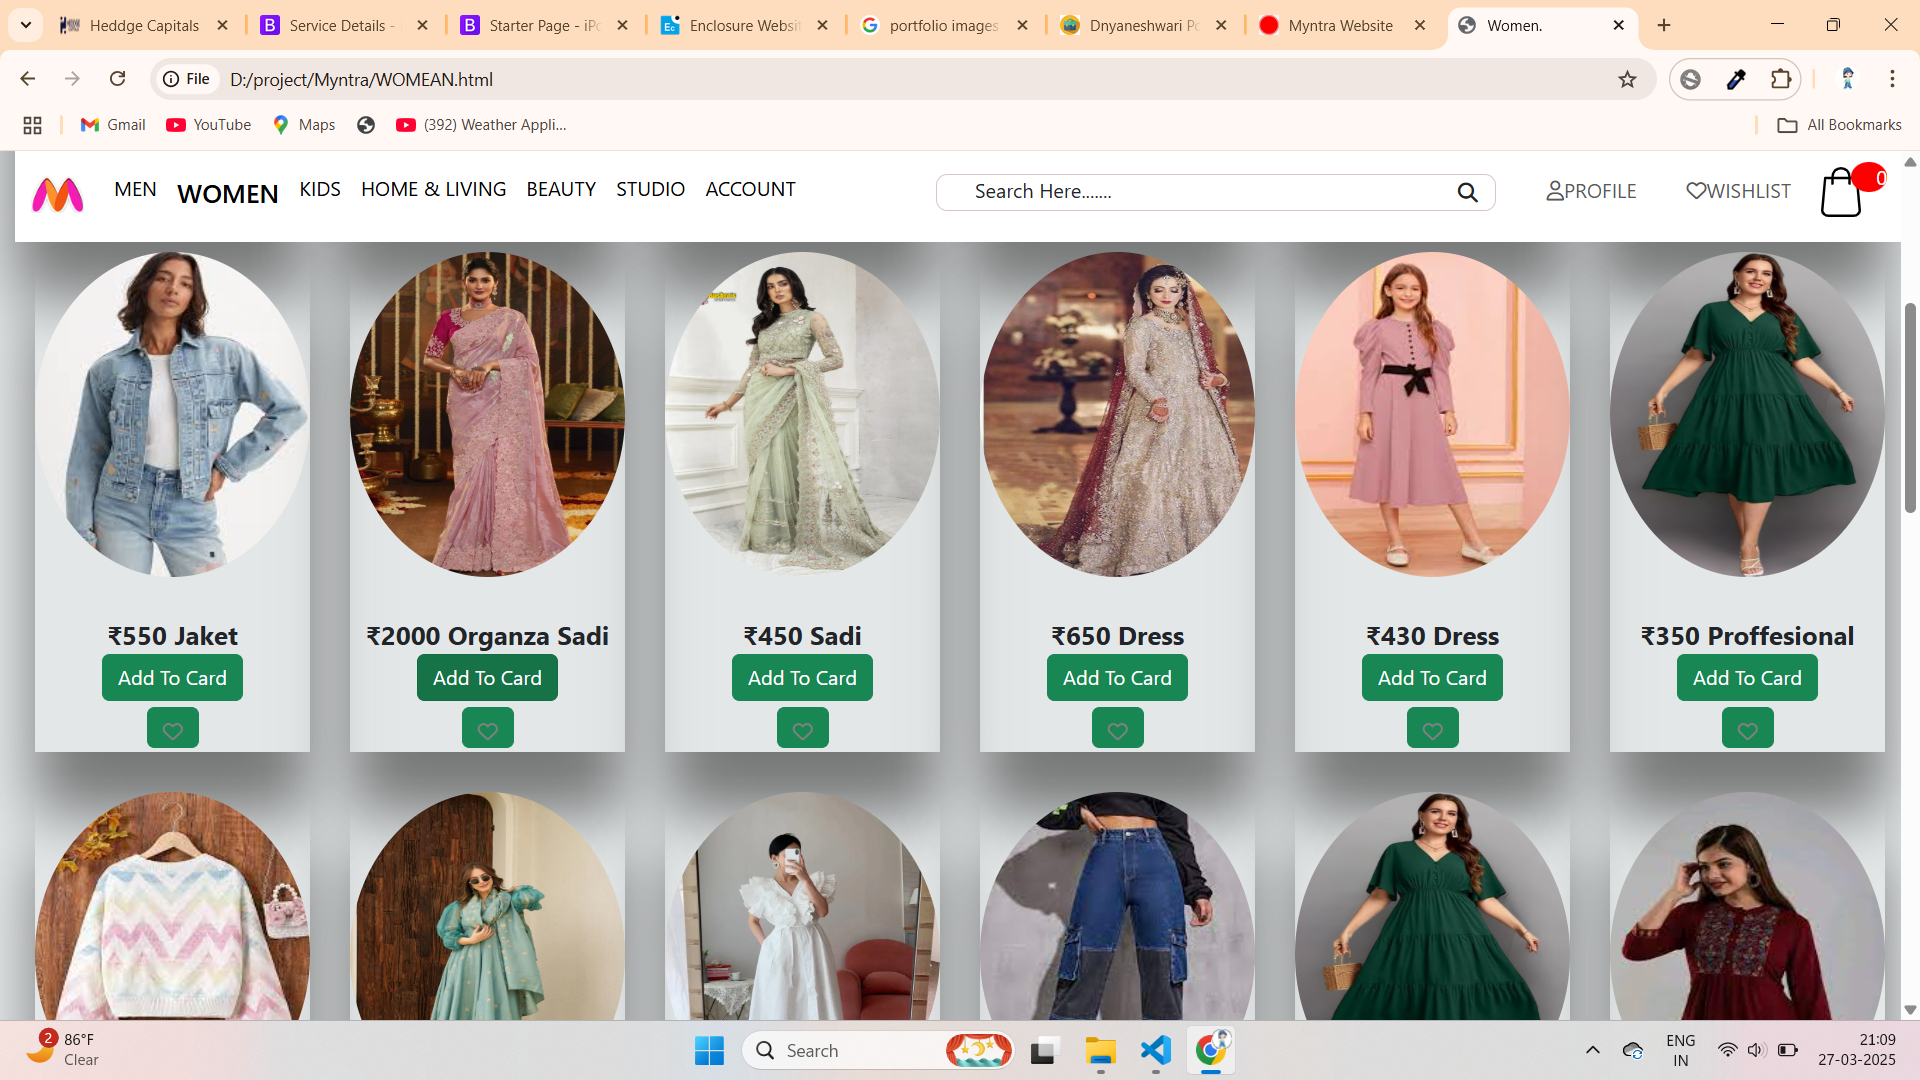 Heddge Capitals
Service Details -
Starter Page - iPo
Enclosure Websit
portfolio images
Dnyaneshwari Po
Myntra Website
Women.
File
D:/project/Myntra/WOMEAN.html
Gmail
YouTube
Maps
(392) Weather Appli...
All Bookmarks
MEN
WOMEN
KIDS
HOME & LIVING
BEAUTY
STUDIO
ACCOUNT
Search Here.......
PROFILE
WISHLIST
0
₹550 Jaket
₹2000 Organza Sadi
₹450 Sadi
₹650 Dress
₹430 Dress
₹350 Proffesional
Add To Card
Add To Card
Add To Card
Add To Card
Add To Card
Add To Card
2
86°F
Clear
Search
ENG
IN
21:09
27-03-2025